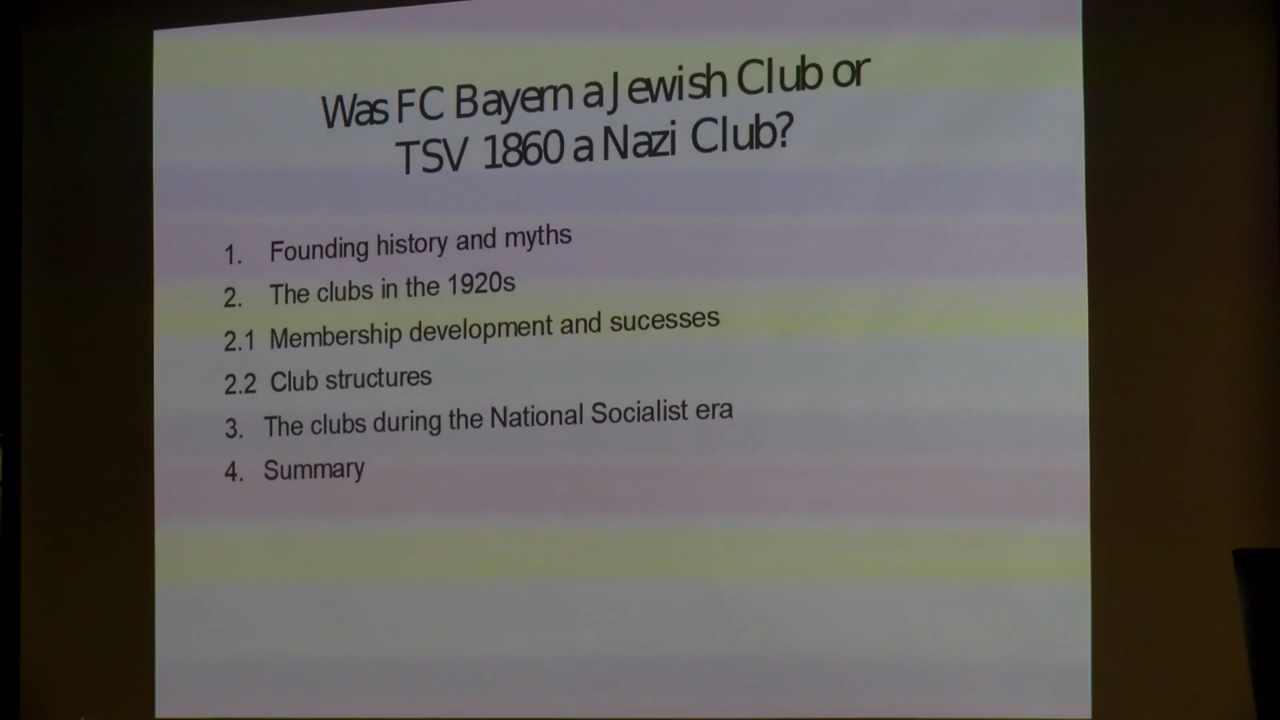 Was FC Bayern a Jewish Club or
TSV 1860 a Nazi Club?
1. Founding history and myths
2. The clubs in the 1920s
2.1 Membership development and sucesses
2.2 Club structures
3. The clubs during the National Socialist era
4. Summary